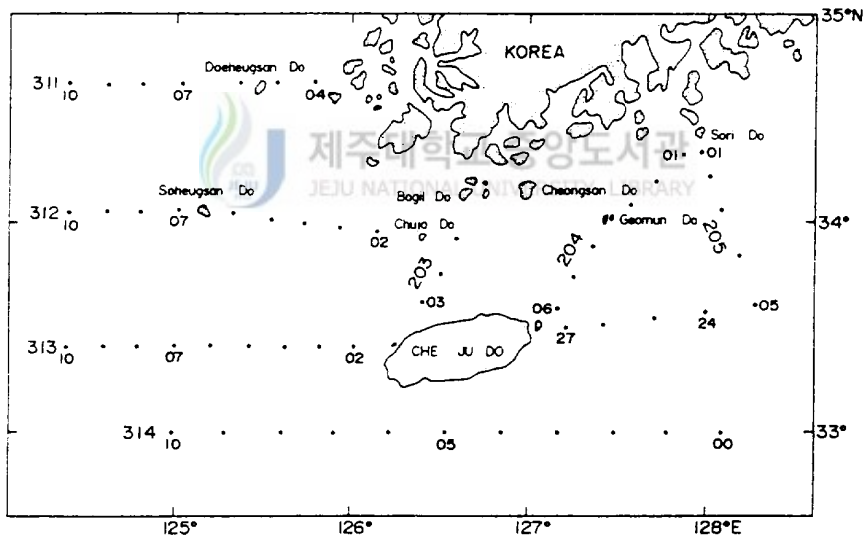 35°N
KOREA
Daeheugsan Do
311
10
07
04
제주대학교 중앙도서관
JEJU NATIONAL UNIVERSITY LIBRARY
JEJU
Sori Do
01
01
Soheugsan Do
Bogil Do
Cheongsan Do
312
10
07
02
Chuja Do
Geomun Do
34°
203
204
205
03
06
05
27
24
313
10
07
02
CHE JU DO
314
10
05
00
33°
125°
126°
127°
128°E